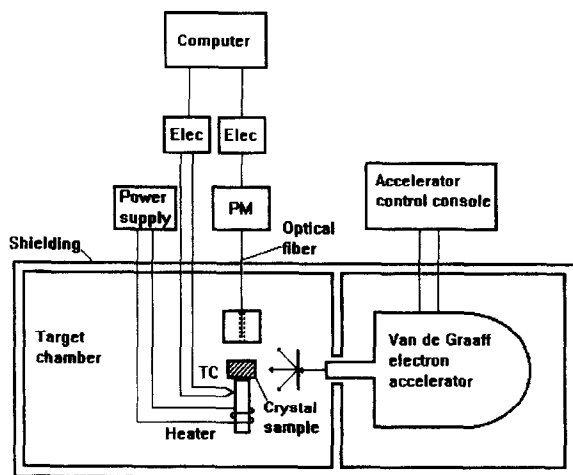 Computer
Elec
Elec
Power
supply
PM
Accelerator
control console
Optical
fiber
Shielding
Target
chamber
TC
Crystal
sample
Heater
Van de Graaff
electron
accelerator